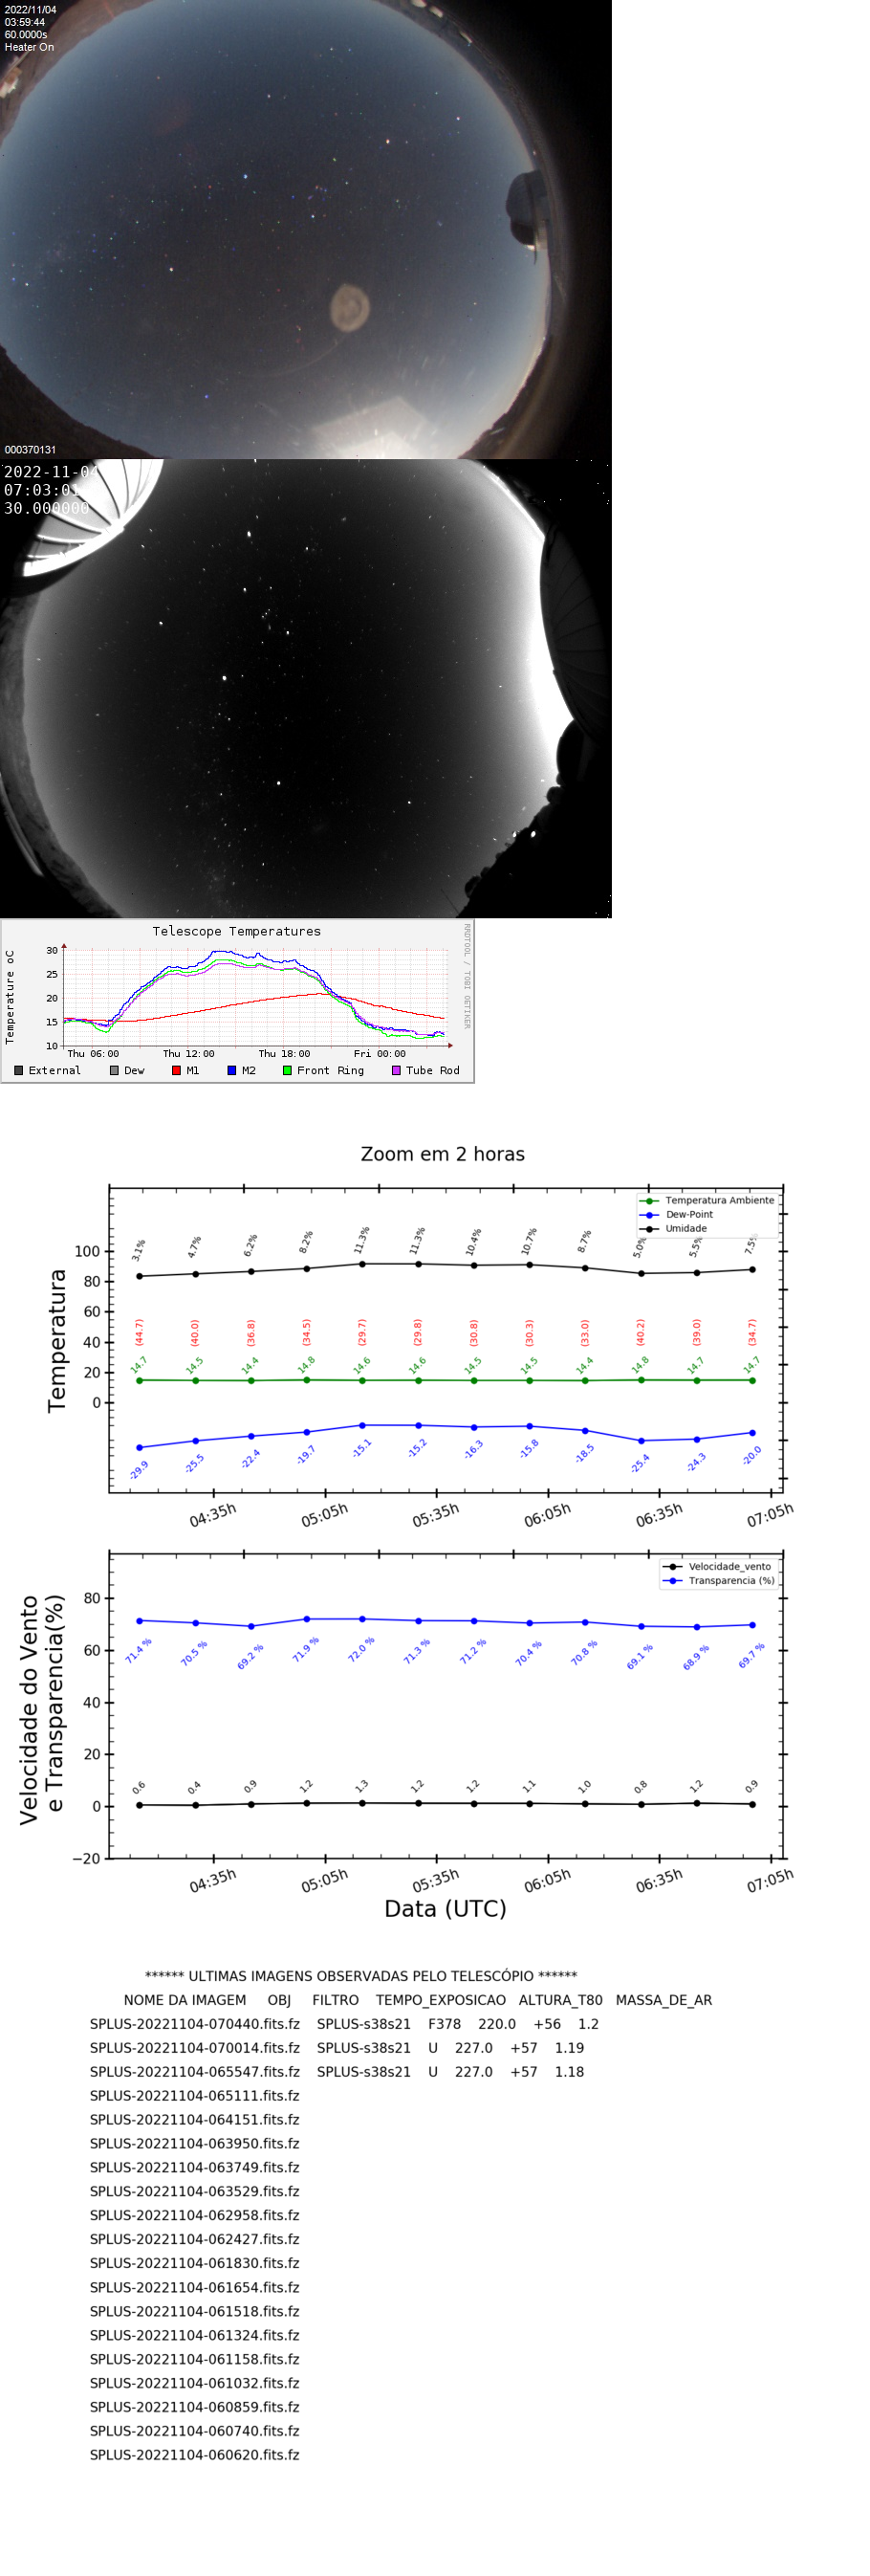 2022/11/04
03:59:44
60.0000s
Heater On
000370131
2022-11-04
07:03:01
30.000000
Telescope Temperatures
Temperature oC
RRDTOOL / TOBI OETIKER
30
25
20
15
10
Thu 06:00 Thu 12:00 Thu 18:00 Fri 00:00
External Dew M1 M2 Front Ring Tube Rod
Zoom em 2 horas
Temperatura Ambiente
Dew-Point
Umidade
Temperatura
100
80
60
40
20
0
3.1% 4.7% 6.2% 8.2% 11.3% 11.3% 10.4% 10.7% 8.7% 5.0% 5.5% 7.5%
(44.7) (40.0) (36.8) (34.5) (29.7) (29.8) (30.8) (30.3) (33.0) (40.2) (39.0) (34.7)
14.7 14.5 14.4 14.8 14.6 14.6 14.5 14.5 14.4 14.8 14.7 14.7
-29.9 -25.5 -22.4 -19.7 -15.1 -15.2 -16.3 -15.8 -18.5 -25.4 -24.3 -20.0
04:35h 05:05h 05:35h 06:05h 06:35h 07:05h
Velocidade_vento
Transparencia (%)
Velocidade do Vento
e Transparencia(%)
80
60
40
20
0
−20
71.4 % 70.5 % 69.2 % 71.9 % 72.0 % 71.3 % 71.2 % 70.4 % 70.8 % 69.1 % 68.9 % 69.7 %
0.6 0.4 0.9 1.2 1.3 1.2 1.2 1.1 1.0 0.8 1.2 0.9
04:35h 05:05h 05:35h 06:05h 06:35h 07:05h
Data (UTC)
****** ULTIMAS IMAGENS OBSERVADAS PELO TELESCÓPIO ******
NOME DA IMAGEM OBJ FILTRO TEMPO_EXPOSICAO ALTURA_T80 MASSA_DE_AR
SPLUS-20221104-070440.fits.fz SPLUS-s38s21 F378 220.0 +56 1.2
SPLUS-20221104-070014.fits.fz SPLUS-s38s21 U 227.0 +57 1.19
SPLUS-20221104-065547.fits.fz SPLUS-s38s21 U 227.0 +57 1.18
SPLUS-20221104-065111.fits.fz
SPLUS-20221104-064151.fits.fz
SPLUS-20221104-063950.fits.fz
SPLUS-20221104-063749.fits.fz
SPLUS-20221104-063529.fits.fz
SPLUS-20221104-062958.fits.fz
SPLUS-20221104-062427.fits.fz
SPLUS-20221104-061830.fits.fz
SPLUS-20221104-061654.fits.fz
SPLUS-20221104-061518.fits.fz
SPLUS-20221104-061324.fits.fz
SPLUS-20221104-061158.fits.fz
SPLUS-20221104-061032.fits.fz
SPLUS-20221104-060859.fits.fz
SPLUS-20221104-060740.fits.fz
SPLUS-20221104-060620.fits.fz